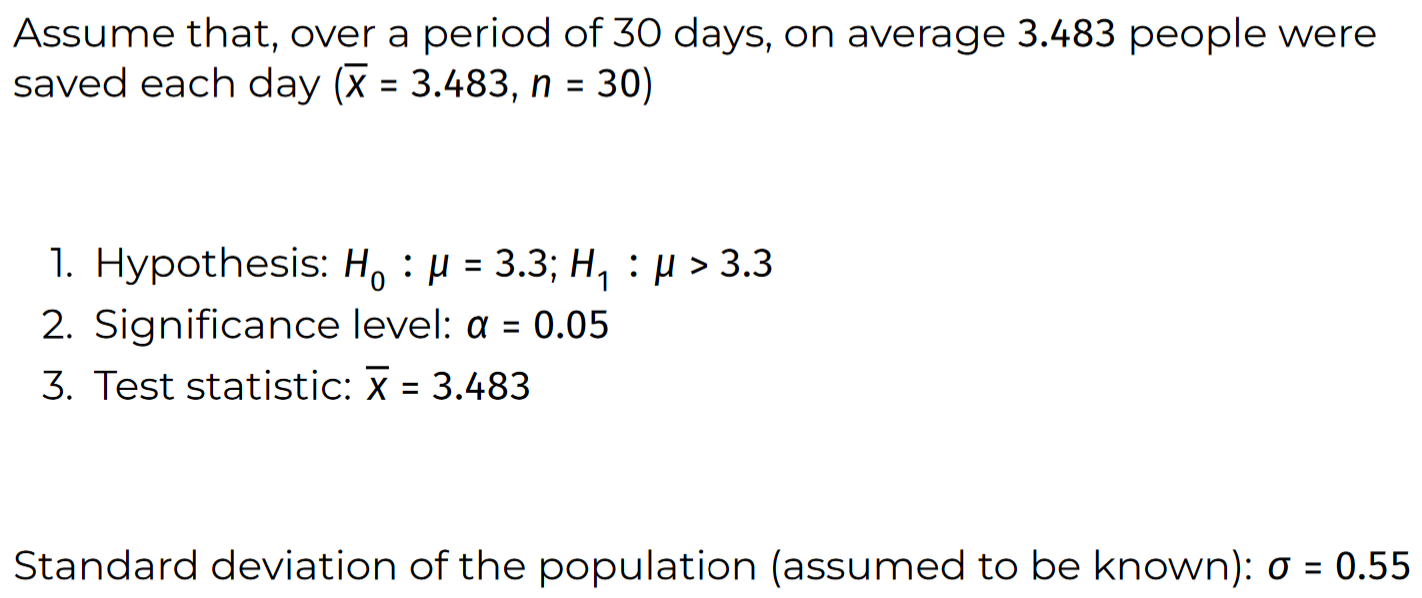 Assume that, over a period of 30 days, on average 3.483 people were
saved each day (x̅ = 3.483, n = 30)
1. Hypothesis: H₀ : μ = 3.3; H₁ : μ > 3.3
2. Significance level: α = 0.05
3. Test statistic: x̅ = 3.483
Standard deviation of the population (assumed to be known): σ = 0.55